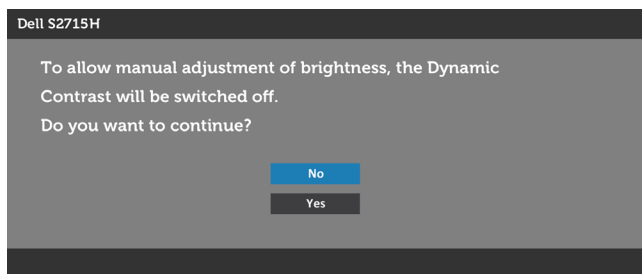 Dell S2715H
To allow manual adjustment of brightness, the Dynamic
Contrast will be switched off.
Do you want to continue?
No
Yes